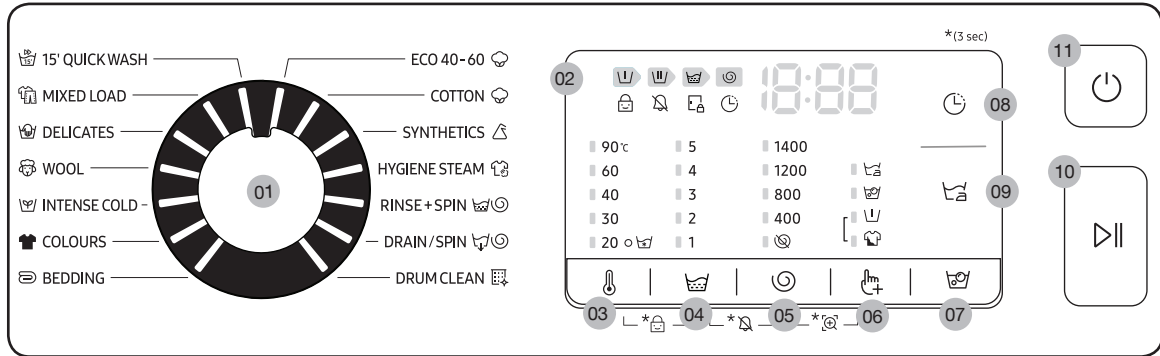 *(3 sec)
15' QUICK WASH
MIXED LOAD
DELICATES
WOOL
INTENSE COLD
COLOURS
BEDDING
01
ECO 40-60
COTTON
SYNTHETICS
HYGIENE STEAM
RINSE+SPIN
DRAIN/SPIN
DRUM CLEAN
02
18:88
90℃ 5 1400
60 4 1200
40 3 800
30 2 400
20 1
03 04 05 06 07
* * *
08
09
11
10